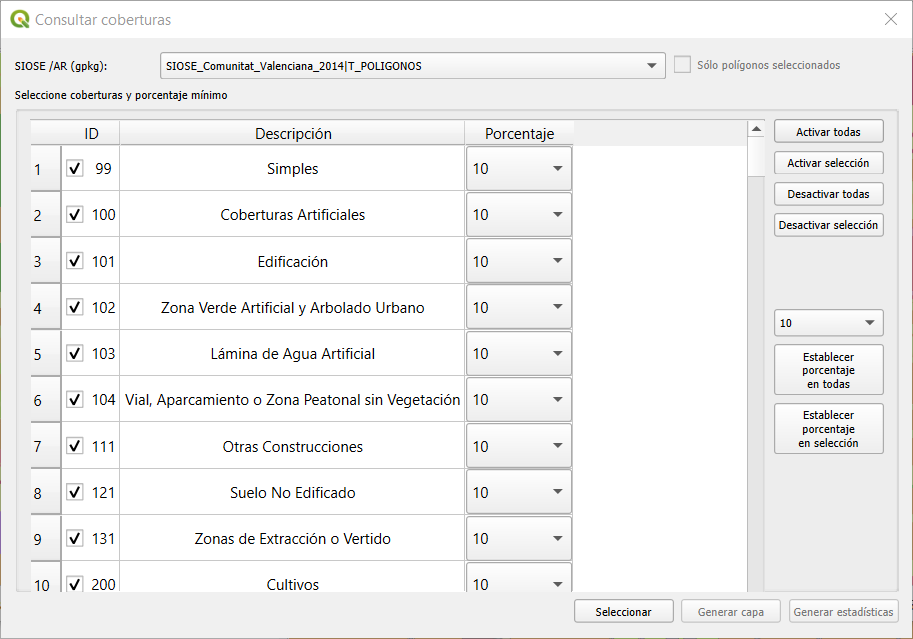 Consultar coberturas
SIOSE /AR (gpkg):
SIOSE_Comunitat_Valenciana_2014|T_POLIGONOS
Sólo polígonos seleccionados
Seleccione coberturas y porcentaje mínimo
ID Descripción Porcentaje
1 99 Simples 10
2 100 Coberturas Artificiales 10
3 101 Edificación 10
4 102 Zona Verde Artificial y Arbolado Urbano 10
5 103 Lámina de Agua Artificial 10
6 104 Vial, Aparcamiento o Zona Peatonal sin Vegetación 10
7 111 Otras Construcciones 10
8 121 Suelo No Edificado 10
9 131 Zonas de Extracción o Vertido 10
10 200 Cultivos 10
Activar todas
Activar selección
Desactivar todas
Desactivar selección
10
Establecer
porcentaje
en todas
Establecer
porcentaje
en selección
Seleccionar
Generar capa
Generar estadísticas